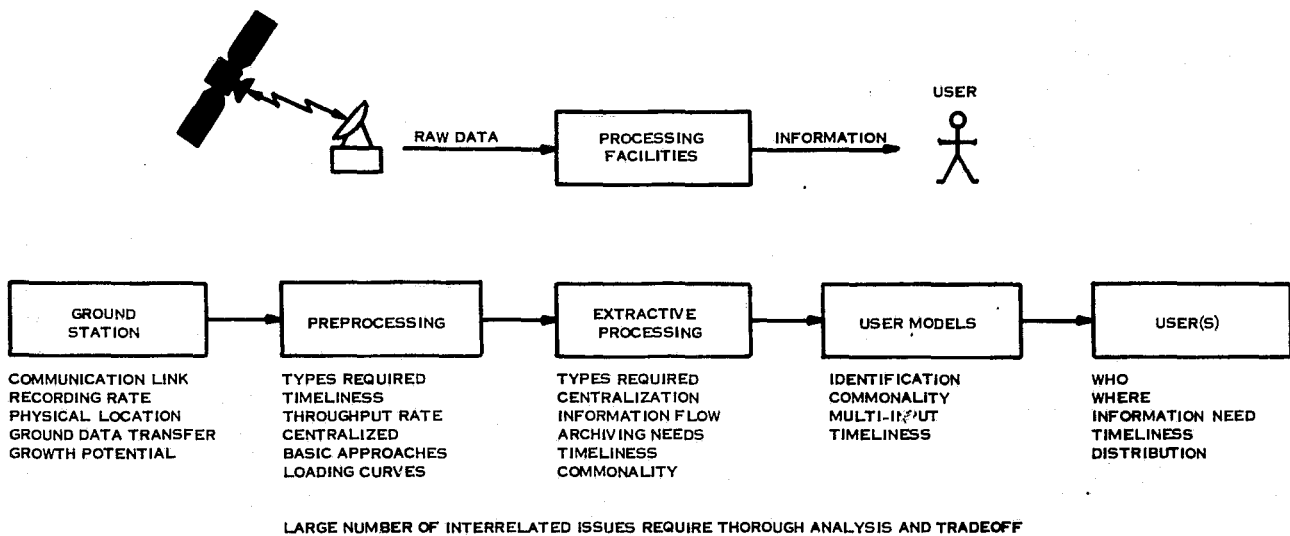 USER
RAW DATA
PROCESSING
FACILITIES
INFORMATION
GROUND
STATION
PREPROCESSING
EXTRACTIVE
PROCESSING
USER MODELS
USER(S)
COMMUNICATION LINK
RECORDING RATE
PHYSICAL LOCATION
GROUND DATA TRANSFER
GROWTH POTENTIAL
TYPES REQUIRED
TIMELINESS
THROUGHPUT RATE
CENTRALIZED
BASIC APPROACHES
LOADING CURVES
TYPES REQUIRED
CENTRALIZATION
INFORMATION FLOW
ARCHIVING NEEDS
TIMELINESS
COMMONALITY
IDENTIFICATION
COMMONALITY
MULTI-INPUT
TIMELINESS
WHO
WHERE
INFORMATION NEED
TIMELINESS
DISTRIBUTION
LARGE NUMBER OF INTERRELATED ISSUES REQUIRE THOROUGH ANALYSIS AND TRADEOFF